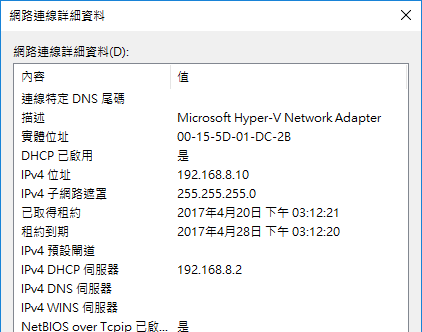 網路連線詳細資料
網路連線詳細資料(D):
內容 值
連線特定 DNS 尾碼
描述 Microsoft Hyper-V Network Adapter
實體位址 00-15-5D-01-DC-2B
DHCP 已啟用 是
IPv4 位址 192.168.8.10
IPv4 子網路遮罩 255.255.255.0
已取得租約 2017年4月20日 下午 03:12:21
租約到期 2017年4月28日 下午 03:12:20
IPv4 預設閘道
IPv4 DHCP 伺服器 192.168.8.2
IPv4 DNS 伺服器
IPv4 WINS 伺服器
NetBIOS over Tcpip 已啟... 是